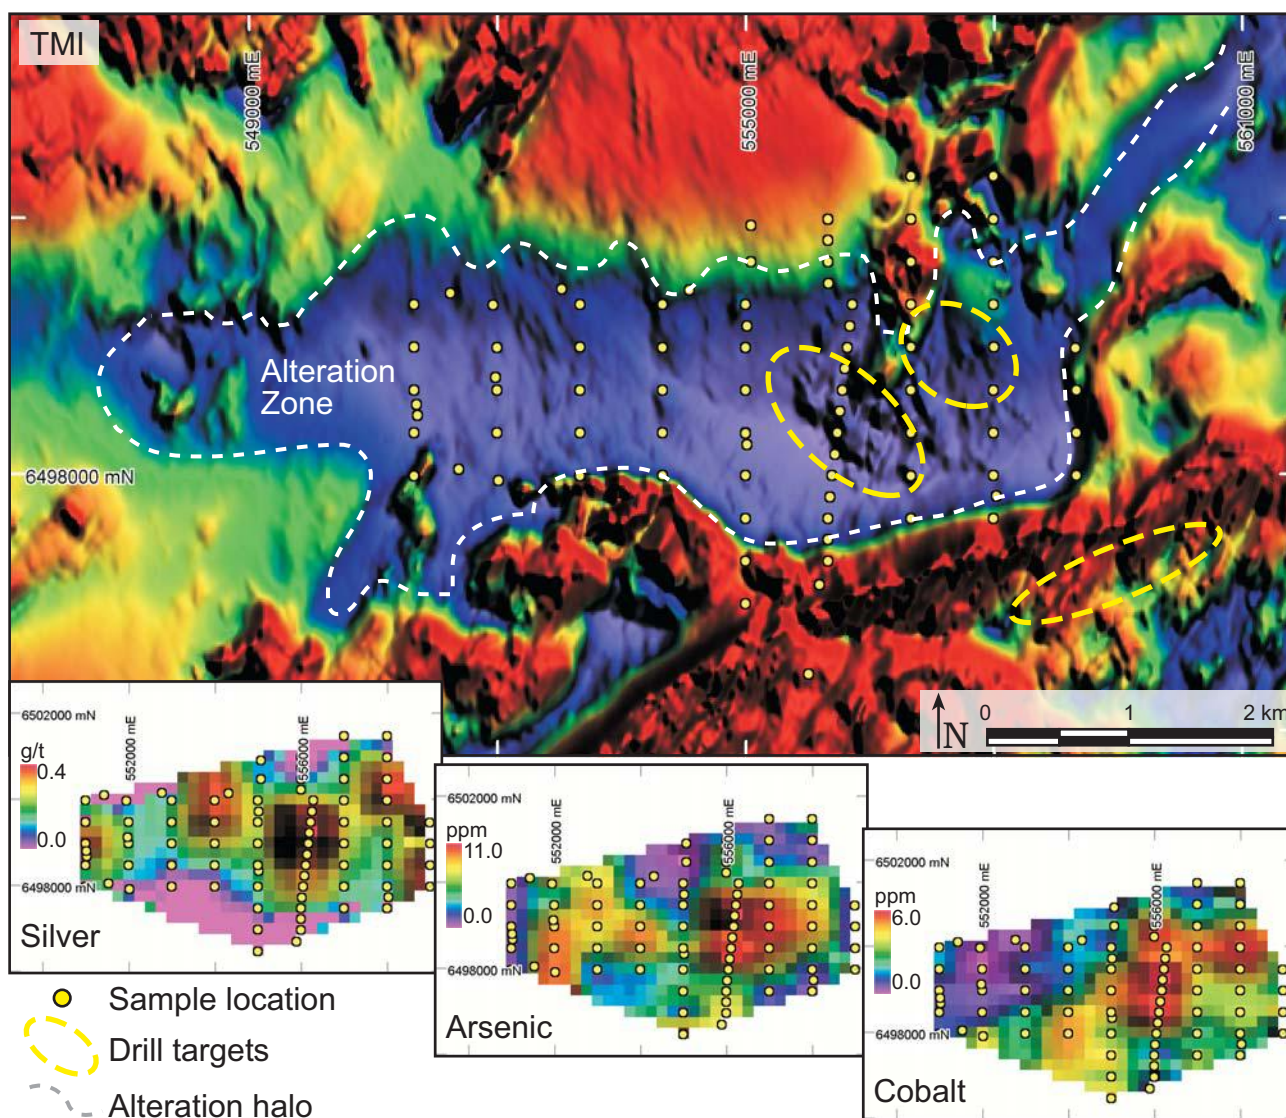 TMI
549000 mE
555000 mE
561000 mE
Alteration
Zone
6498000 mN
N
0 1 2 km
6502000 mN
g/t
0.4
0.0
552000 mE
556000 mE
6498000 mN
Silver
6502000 mN
ppm
11.0
0.0
552000 mE
556000 mE
6498000 mN
Arsenic
6502000 mN
ppm
6.0
0.0
552000 mE
556000 mE
6498000 mN
Cobalt
Sample location
Drill targets
Alteration halo